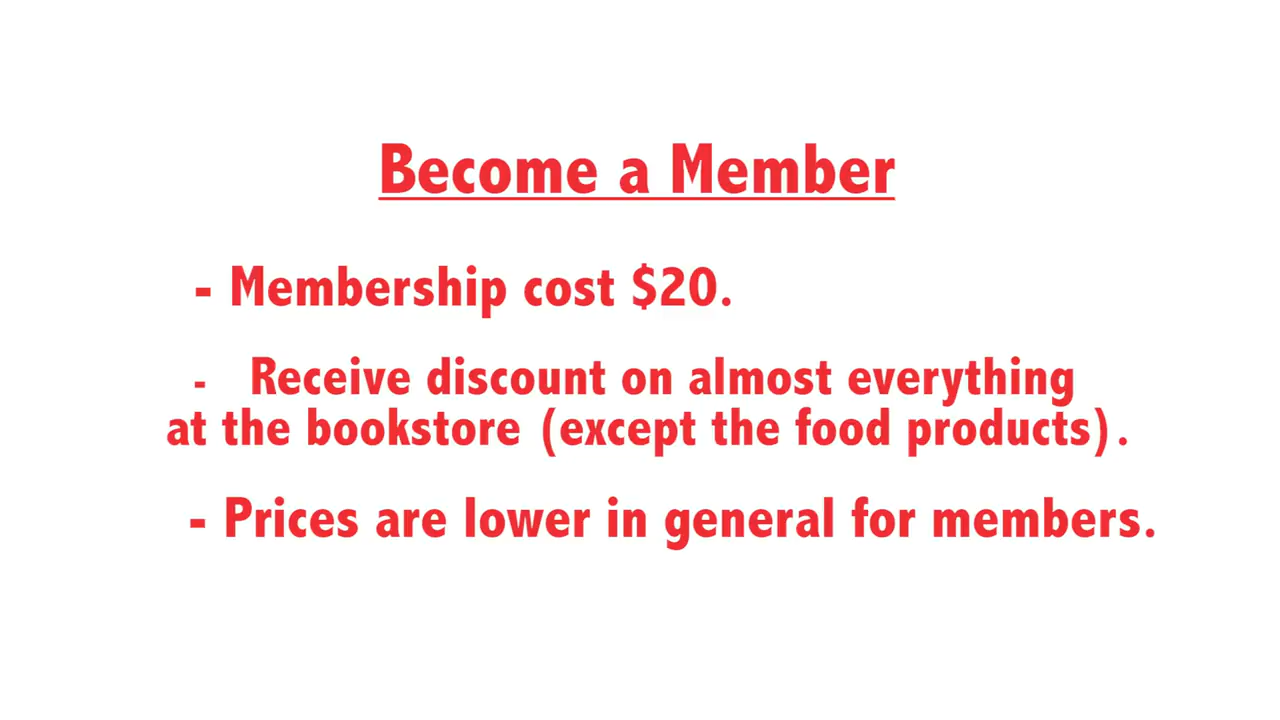 Become a Member
- Membership cost $20.
- Receive discount on almost everything
at the bookstore (except the food products).
- Prices are lower in general for members.